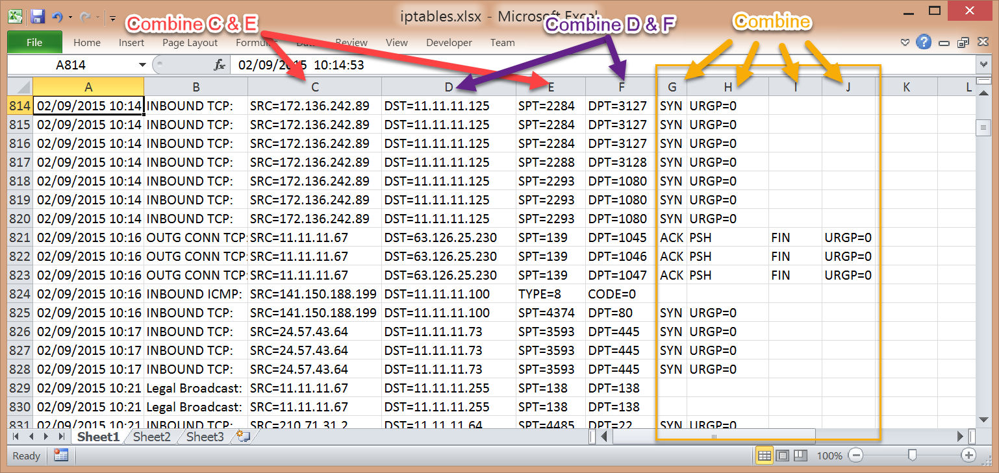 iptables.xlsx - Microsoft Excel
Combine C & E
Combine D & F
Combine
File Home Insert Page Layout Formulas Data Review View Developer Team
A814 fx 02/09/2015 10:14:53
A B C D E F G H I J K L
814 02/09/2015 10:14 INBOUND TCP: SRC=172.136.242.89 DST=11.11.11.125 SPT=2284 DPT=3127 SYN URGP=0
815 02/09/2015 10:14 INBOUND TCP: SRC=172.136.242.89 DST=11.11.11.125 SPT=2284 DPT=3127 SYN URGP=0
816 02/09/2015 10:14 INBOUND TCP: SRC=172.136.242.89 DST=11.11.11.125 SPT=2284 DPT=3127 SYN URGP=0
817 02/09/2015 10:14 INBOUND TCP: SRC=172.136.242.89 DST=11.11.11.125 SPT=2288 DPT=3128 SYN URGP=0
818 02/09/2015 10:14 INBOUND TCP: SRC=172.136.242.89 DST=11.11.11.125 SPT=2293 DPT=1080 SYN URGP=0
819 02/09/2015 10:14 INBOUND TCP: SRC=172.136.242.89 DST=11.11.11.125 SPT=2293 DPT=1080 SYN URGP=0
820 02/09/2015 10:14 INBOUND TCP: SRC=172.136.242.89 DST=11.11.11.125 SPT=2293 DPT=1080 SYN URGP=0
821 02/09/2015 10:16 OUTG CONN TCP: SRC=11.11.11.67 DST=63.126.25.230 SPT=139 DPT=1045 ACK PSH FIN URGP=0
822 02/09/2015 10:16 OUTG CONN TCP: SRC=11.11.11.67 DST=63.126.25.230 SPT=139 DPT=1046 ACK PSH FIN URGP=0
823 02/09/2015 10:16 OUTG CONN TCP: SRC=11.11.11.67 DST=63.126.25.230 SPT=139 DPT=1047 ACK PSH FIN URGP=0
824 02/09/2015 10:16 INBOUND ICMP: SRC=141.150.188.199 DST=11.11.11.100 TYPE=8 CODE=0
825 02/09/2015 10:16 INBOUND TCP: SRC=141.150.188.199 DST=11.11.11.100 SPT=4374 DPT=80 SYN URGP=0
826 02/09/2015 10:17 INBOUND TCP: SRC=24.57.43.64 DST=11.11.11.73 SPT=3593 DPT=445 SYN URGP=0
827 02/09/2015 10:17 INBOUND TCP: SRC=24.57.43.64 DST=11.11.11.73 SPT=3593 DPT=445 SYN URGP=0
828 02/09/2015 10:17 INBOUND TCP: SRC=24.57.43.64 DST=11.11.11.73 SPT=3593 DPT=445 SYN URGP=0
829 02/09/2015 10:21 Legal Broadcast: SRC=11.11.11.67 DST=11.11.11.255 SPT=138 DPT=138
830 02/09/2015 10:21 Legal Broadcast: SRC=11.11.11.67 DST=11.11.11.255 SPT=138 DPT=138
831 02/09/2015 10:21 INBOUND TCP: SRC=210.71.31.2 DST=11.11.11.64 SPT=4485 DPT=22 SYN URGP=0
Sheet1 Sheet2 Sheet3
Ready 100%